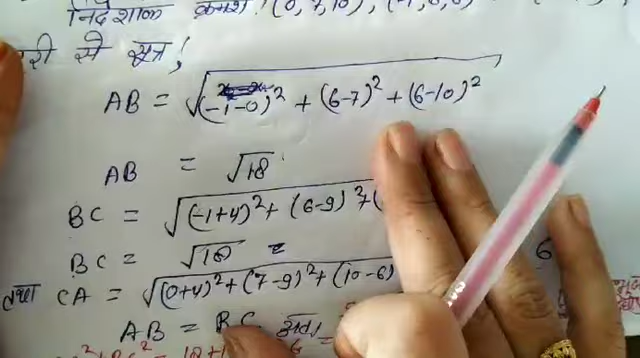 निर्देशांक क्रमशः (0, 7, 10), (-1, 6, 6)
री से सूत्र!
AB = √(-1-0)² + (6-7)² + (6-10)²
AB = √18
BC = √(-1+4)² + (6-9)² + (
BC = √18 =
6
तथा CA = √(0+4)² + (7-9)² + (10-6)
AB = BC